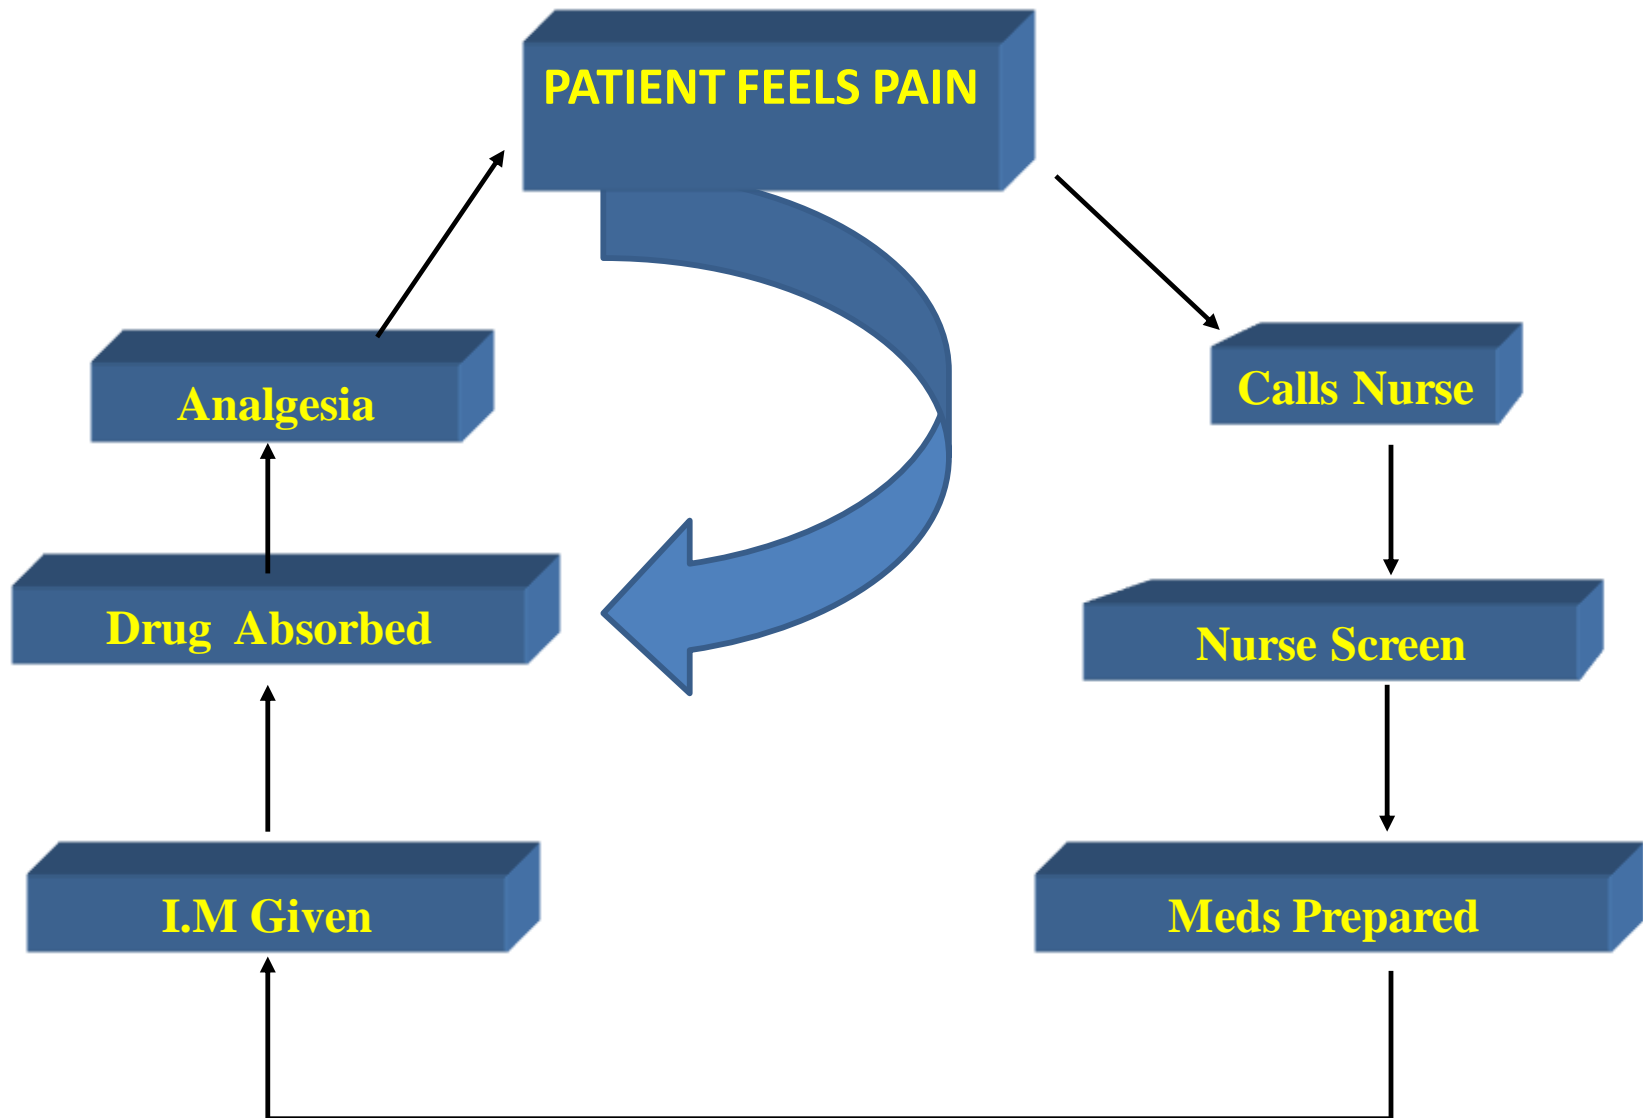 PATIENT FEELS PAIN
Calls Nurse
Nurse Screen
Meds Prepared
I.M Given
Drug Absorbed
Analgesia